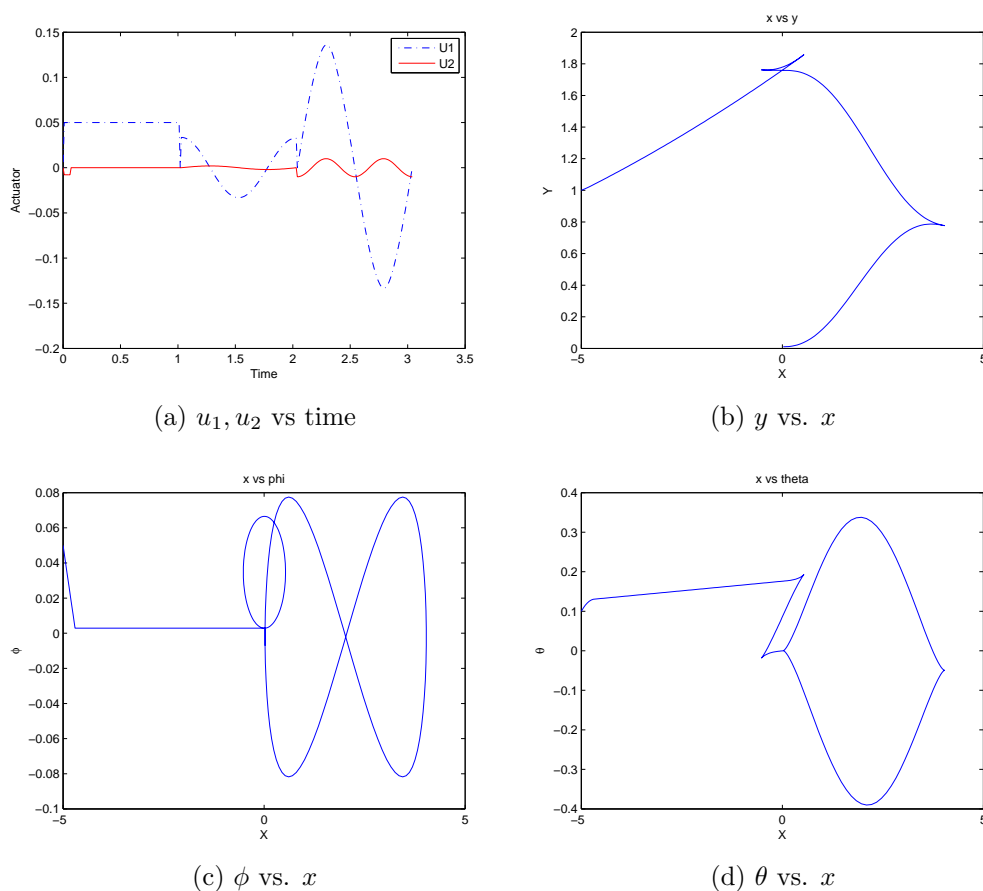 0.15
0.1
0.05
0
−0.05
−0.1
−0.15
−0.2
Actuator
U1
U2
0 0.5 1 1.5 2 2.5 3 3.5
Time
(a) u₁, u₂ vs time
x vs y
2
1.8
1.6
1.4
1.2
1
0.8
0.6
0.4
0.2
0
Y
−5 0 5
X
(b) y vs. x
x vs phi
0.08
0.06
0.04
0.02
0
−0.02
−0.04
−0.06
−0.08
−0.1
φ
−5 0 5
X
(c) ϕ vs. x
x vs theta
0.4
0.3
0.2
0.1
0
−0.1
−0.2
−0.3
−0.4
θ
−5 0 5
X
(d) θ vs. x